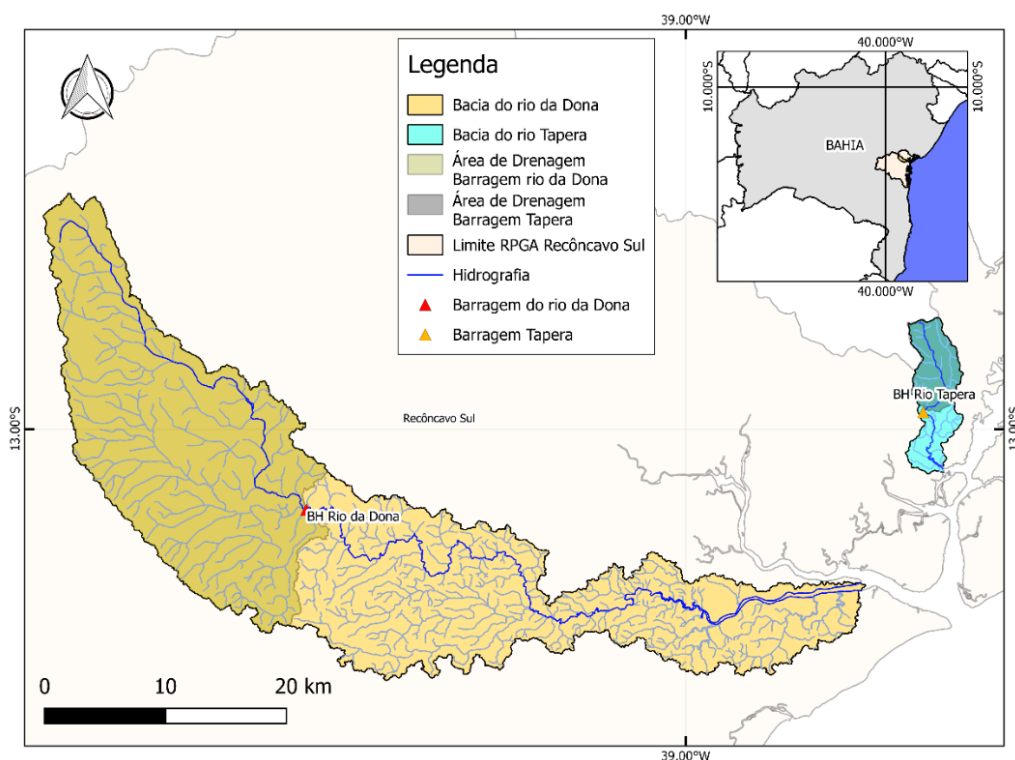 39.00°W
Legenda
Bacia do rio da Dona
Bacia do rio Tapera
Área de Drenagem
Barragem rio da Dona
Área de Drenagem
Barragem Tapera
Limite RPGA Recôncavo Sul
Hidrografia
Barragem do rio da Dona
Barragem Tapera
40.000°W
10.000°S
10.000°S
BAHIA
40.000°W
BH Rio Tapera
13.00°S
Recôncavo Sul
13.00°S
BH Rio da Dona
0 10 20 km
39.00°W